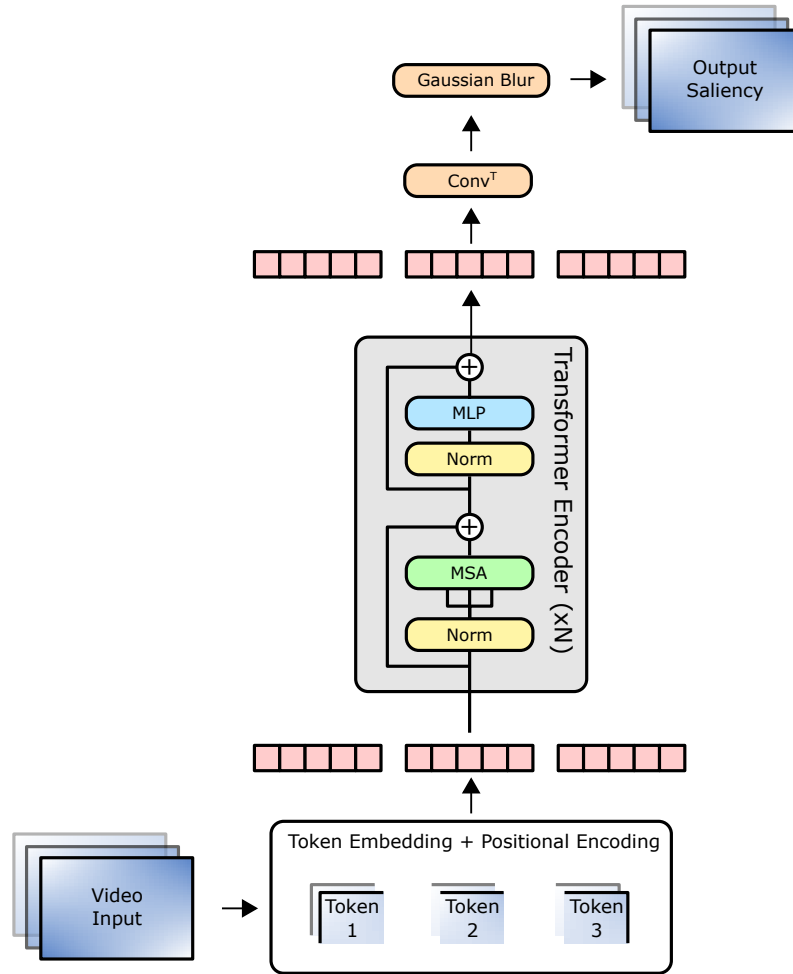 Output
Saliency
Gaussian Blur
Conv^T
+
MLP
Norm
+
MSA
Norm
Transformer Encoder (xN)
Token Embedding + Positional Encoding
Video
Input
Token
1
Token
2
Token
3